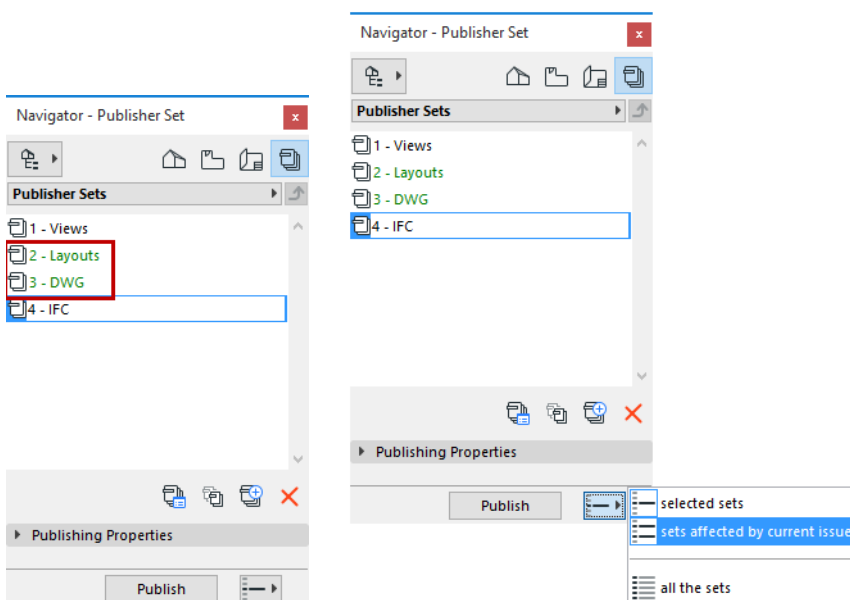 Navigator - Publisher Set
x
Publisher Sets
1 - Views
2 - Layouts
3 - DWG
4 - IFC
Publishing Properties
Publish
Navigator - Publisher Set
x
Publisher Sets
1 - Views
2 - Layouts
3 - DWG
4 - IFC
Publishing Properties
Publish
selected sets
sets affected by current issue
all the sets